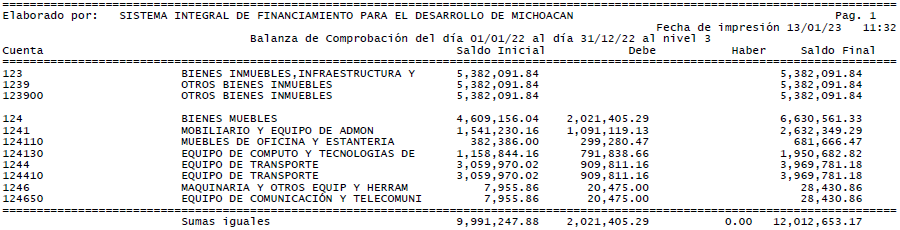 Elaborado por: SISTEMA INTEGRAL DE FINANCIAMIENTO PARA EL DESARROLLO DE MICHOACAN Pag. 1
Fecha de impresión 13/01/23 11:32
Balanza de Comprobación del día 01/01/22 al día 31/12/22 al nivel 3
Cuenta Saldo Inicial Debe Haber Saldo Final
123 BIENES INMUEBLES,INFRAESTRUCTURA Y 5,382,091.84 5,382,091.84
1239 OTROS BIENES INMUEBLES 5,382,091.84 5,382,091.84
123900 OTROS BIENES INMUEBLES 5,382,091.84 5,382,091.84
124 BIENES MUEBLES 4,609,156.04 2,021,405.29 6,630,561.33
1241 MOBILIARIO Y EQUIPO DE ADMON 1,541,230.16 1,091,119.13 2,632,349.29
124110 MUEBLES DE OFICINA Y ESTANTERIA 382,386.00 299,280.47 681,666.47
124130 EQUIPO DE COMPUTO Y TECNOLOGIAS DE 1,158,844.16 791,838.66 1,950,682.82
1244 EQUIPO DE TRANSPORTE 3,059,970.02 909,811.16 3,969,781.18
124410 EQUIPO DE TRANSPORTE 3,059,970.02 909,811.16 3,969,781.18
1246 MAQUINARIA Y OTROS EQUIP Y HERRAM 7,955.86 20,475.00 28,430.86
124650 EQUIPO DE COMUNICACIÓN Y TELECOMUNI 7,955.86 20,475.00 28,430.86
Sumas iguales 9,991,247.88 2,021,405.29 0.00 12,012,653.17